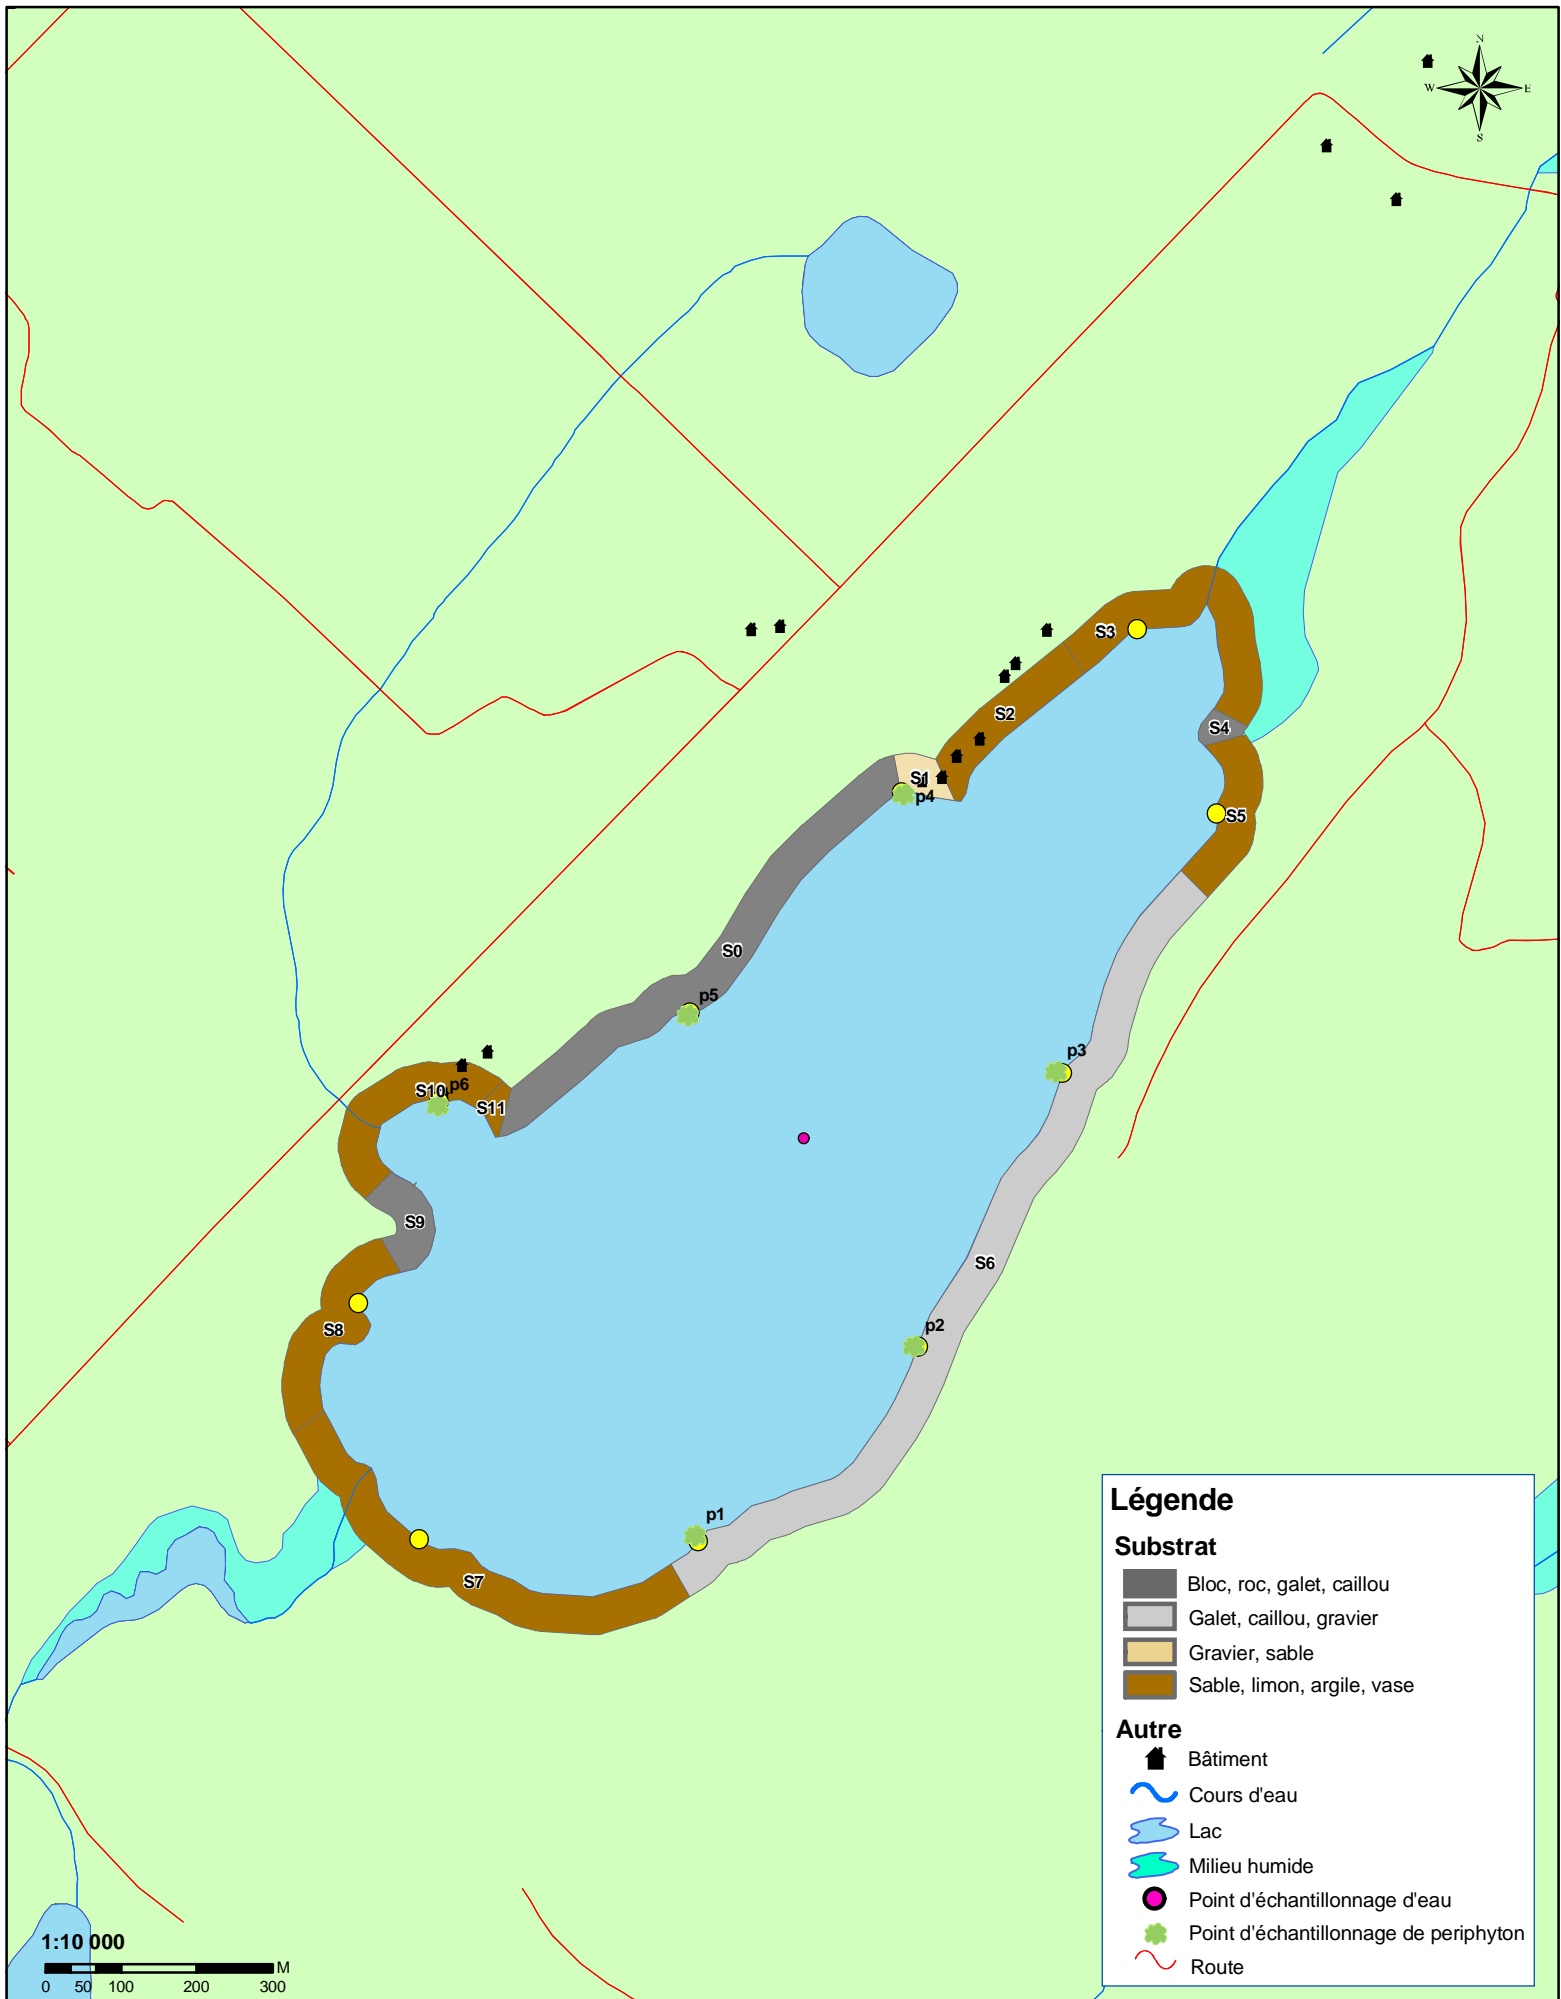 N
W E
S
S3
S2
S4
S1
p4
S5
S0
p5
p3
S10
p6
S11
S9
S6
S8
p2
p1
S7
Légende
Substrat
Bloc, roc, galet, caillou
Galet, caillou, gravier
Gravier, sable
Sable, limon, argile, vase
Autre
Bâtiment
Cours d'eau
Lac
Milieu humide
Point d'échantillonnage d'eau
Point d'échantillonnage de periphyton
Route
1:10 000
M
0 50 100 200 300